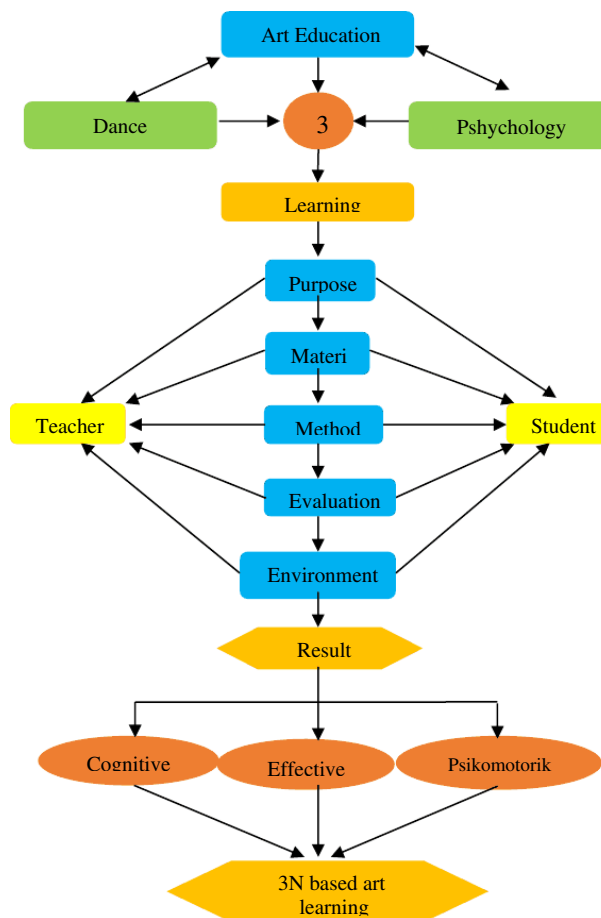 Art Education
Dance
3
Pshychology
Learning
Purpose
Materi
Teacher
Method
Student
Evaluation
Environment
Result
Cognitive
Effective
Psikomotorik
3N based art
learning